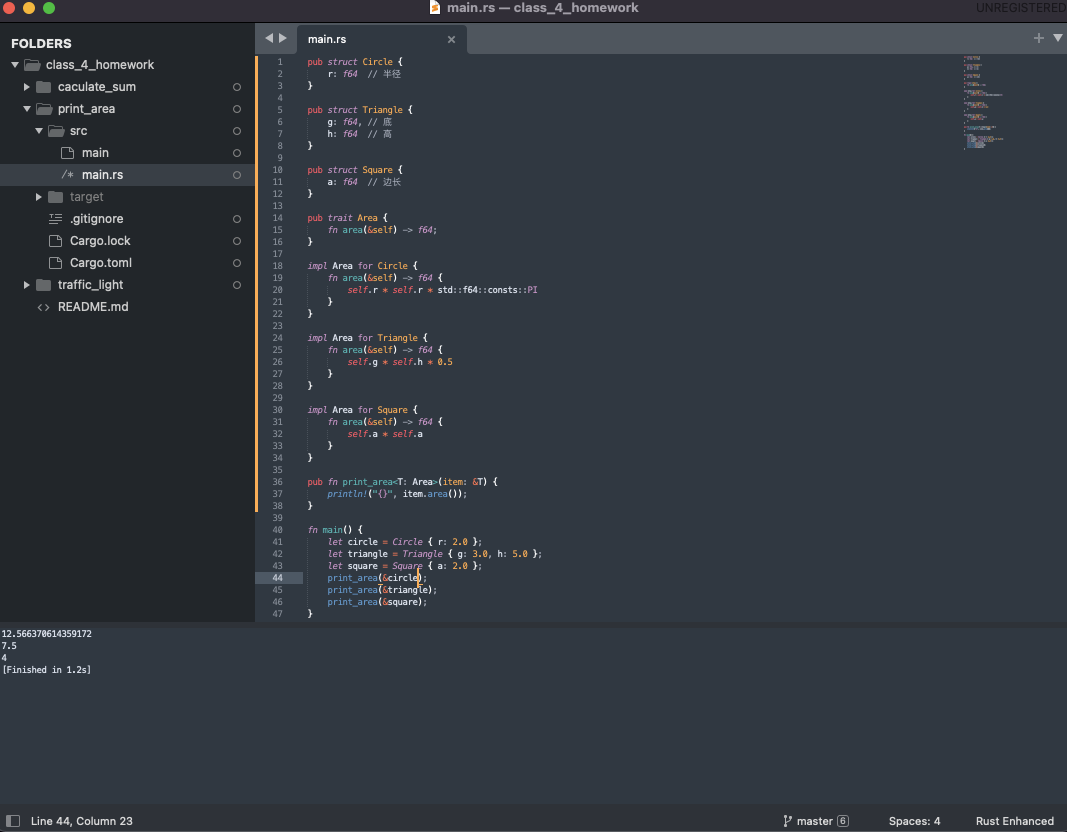 main.rs — class_4_homework
UNREGISTERED
FOLDERS
class_4_homework
caculate_sum
print_area
src
main
/* main.rs
target
.gitignore
Cargo.lock
Cargo.toml
traffic_light
<> README.md
main.rs
1 pub struct Circle {
2 r: f64 // 半径
3 }
4
5 pub struct Triangle {
6 g: f64, // 底
7 h: f64 // 高
8 }
9
10 pub struct Square {
11 a: f64 // 边长
12 }
13
14 pub trait Area {
15 fn area(&self) -> f64;
16 }
17
18 impl Area for Circle {
19 fn area(&self) -> f64 {
20 self.r * self.r * std::f64::consts::PI
21 }
22 }
23
24 impl Area for Triangle {
25 fn area(&self) -> f64 {
26 self.g * self.h * 0.5
27 }
28 }
29
30 impl Area for Square {
31 fn area(&self) -> f64 {
32 self.a * self.a
33 }
34 }
35
36 pub fn print_area<T: Area>(item: &T) {
37 println!("{}", item.area());
38 }
39
40 fn main() {
41 let circle = Circle { r: 2.0 };
42 let triangle = Triangle { g: 3.0, h: 5.0 };
43 let square = Square { a: 2.0 };
44 print_area(&circle);
45 print_area(&triangle);
46 print_area(&square);
47 }
12.566370614359172
7.5
4
[Finished in 1.2s]
Line 44, Column 23
master 6
Spaces: 4
Rust Enhanced